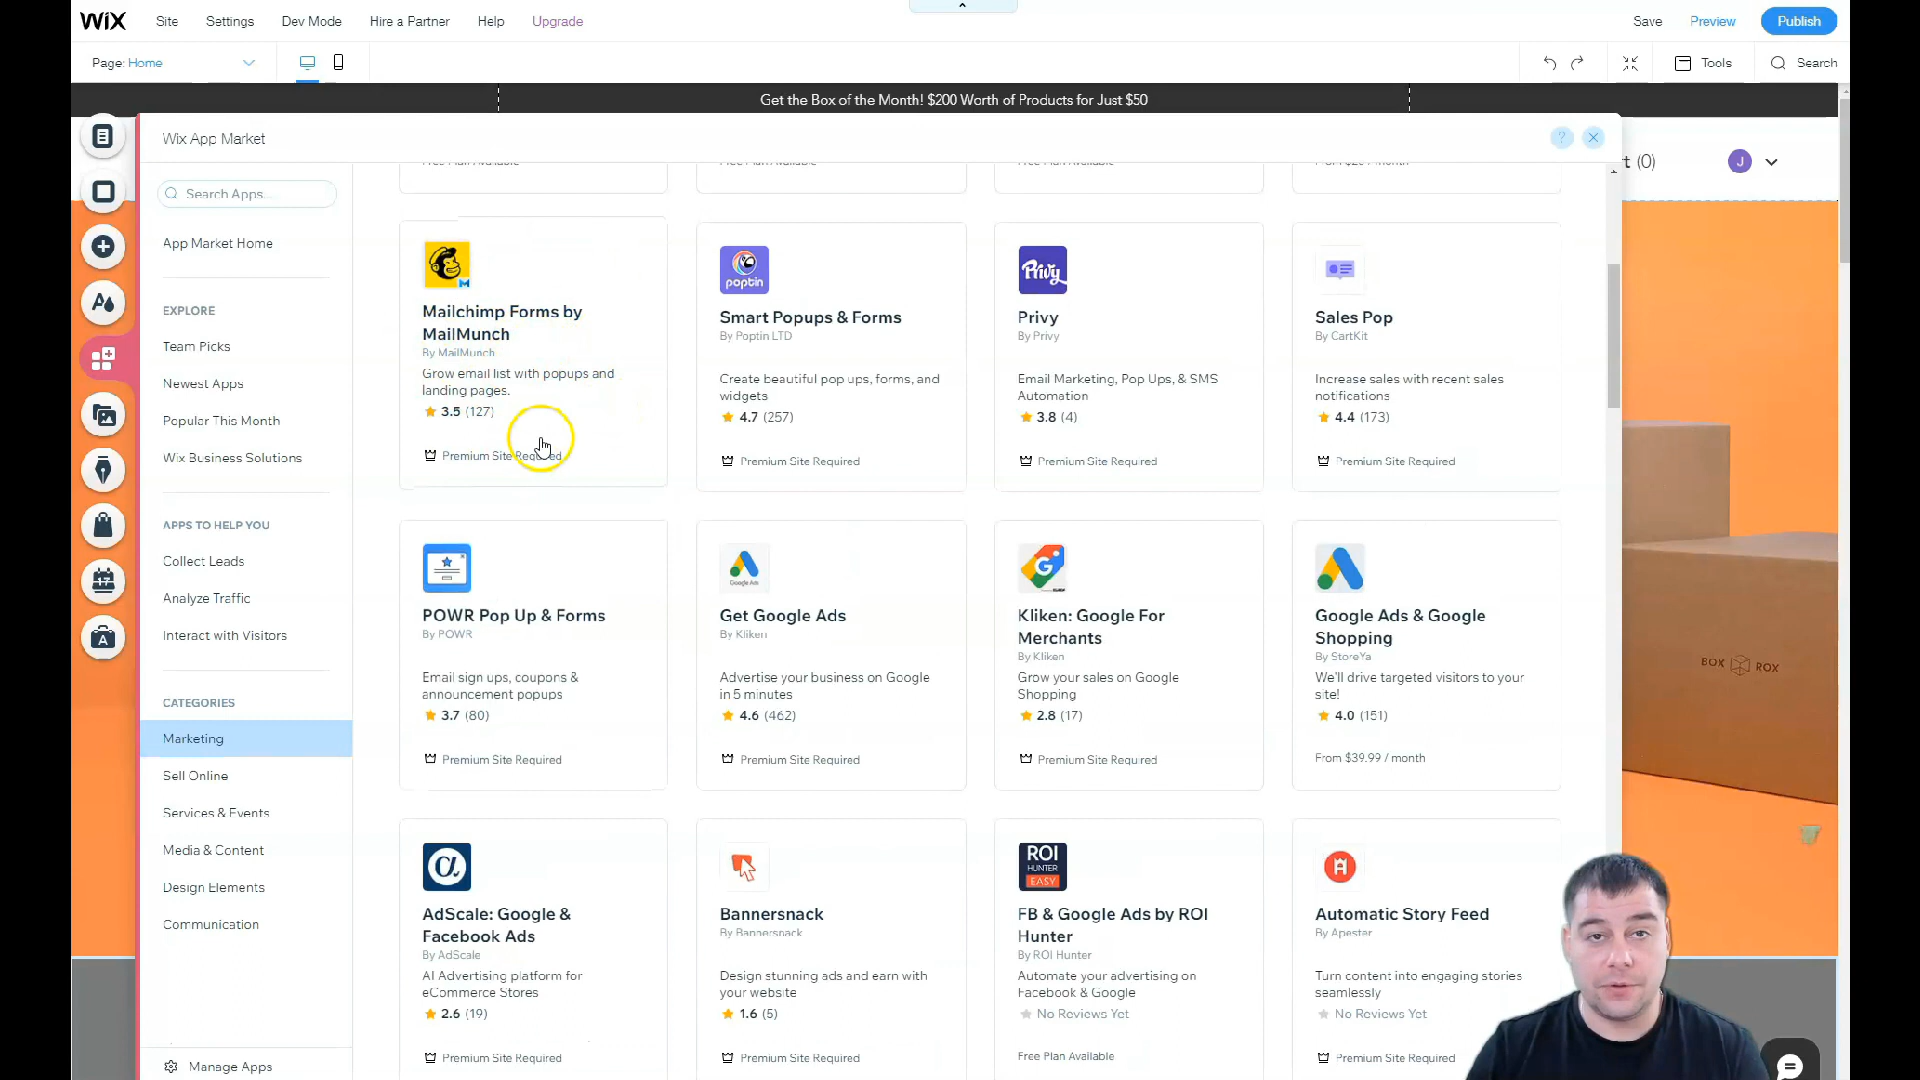 WiX Site Settings Dev Mode Hire a Partner Help Upgrade Save Preview Publish
Page: Home Tools Search
Get the Box of the Month! $200 Worth of Products for Just $50
Wix App Market ? 
(0) J
Search Apps...
App Market Home
EXPLORE
Team Picks
Newest Apps
Popular This Month
Wix Business Solutions
APPS TO HELP YOU
Collect Leads
Analyze Traffic
Interact with Visitors
CATEGORIES
Marketing
Sell Online
Services & Events
Media & Content
Design Elements
Communication
Manage Apps
Mailchimp Forms by
MailMunch
By MailMunch
Grow email list with popups and
landing pages.
3.5 (127)
Premium Site Required
poptin
Smart Popups & Forms
By Poptin LTD
Create beautiful pop ups, forms, and
widgets
4.7 (257)
Premium Site Required
Privy
Privy
By Privy
Email Marketing, Pop Ups, & SMS
Automation
3.8 (4)
Premium Site Required
Sales Pop
By CartKit
Increase sales with recent sales
notifications
4.4 (173)
Premium Site Required
POWR Pop Up & Forms
By POWR
Email sign ups, coupons &
announcement popups
3.7 (80)
Premium Site Required
Google Ads
Get Google Ads
By Kliken
Advertise your business on Google
in 5 minutes
4.6 (462)
Premium Site Required
G
Kliken: Google For
Merchants
By Kliken
Grow your sales on Google
Shopping
2.8 (17)
Premium Site Required
Google Ads & Google
Shopping
By StoreYa
We'll drive targeted visitors to your
site!
4.0 (151)
From $39.99 / month
AdScale: Google &
Facebook Ads
By AdScale
AI Advertising platform for
eCommerce Stores
2.6 (19)
Premium Site Required
Bannersnack
By Bannersnack
Design stunning ads and earn with
your website
1.6 (5)
Premium Site Required
ROI
HUNTER
EASY
FB & Google Ads by ROI
Hunter
By ROI Hunter
Automate your advertising on
Facebook & Google
No Reviews Yet
Free Plan Available
Automatic Story Feed
By Apester
Turn content into engaging stories
seamlessly
No Reviews Yet
Premium Site Required
BOX ROX